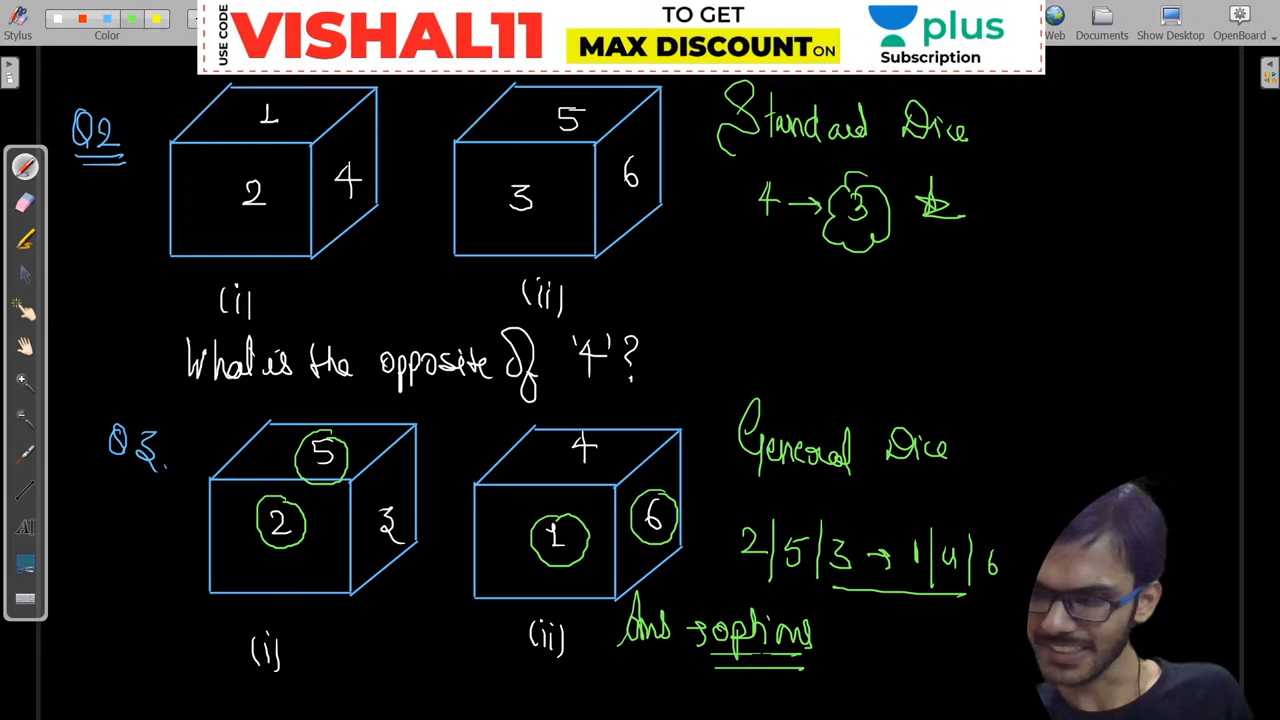 Stylus
Color
USE CODE
VISHAL11
TO GET
MAX DISCOUNT ON
plus
Subscription
Web
Documents
Show Desktop
OpenBoard
Q2
1
2
4
5
3
6
Standard Dice
4 → 3
(i)
(ii)
What is the opposite of '4'?
Q3.
5
2
3
4
1
6
General Dice
2/5/3 → 1/4/6
Ans → options
(i)
(ii)